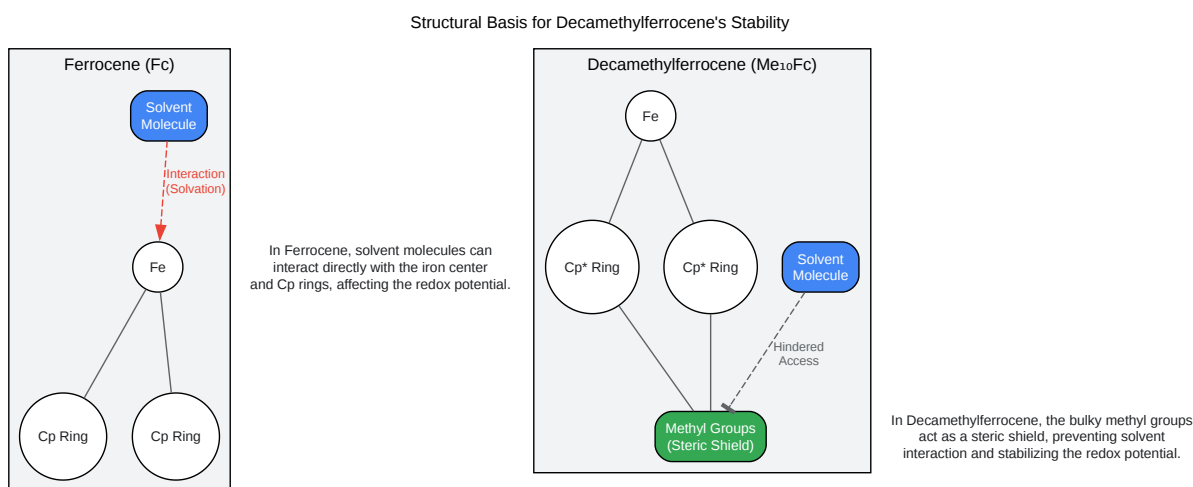 Structural Basis for Decamethylferrocene's Stability
Ferrocene (Fc)
Solvent
Molecule
Interaction
(Solvation)
Fe
Cp Ring
Cp Ring
In Ferrocene, solvent molecules can
interact directly with the iron center
and Cp rings, affecting the redox potential.
Decamethylferrocene (Me₁₀Fc)
Fe
Cp* Ring
Cp* Ring
Solvent
Molecule
Hindered
Access
Methyl Groups
(Steric Shield)
In Decamethylferrocene, the bulky methyl groups
act as a steric shield, preventing solvent
interaction and stabilizing the redox potential.